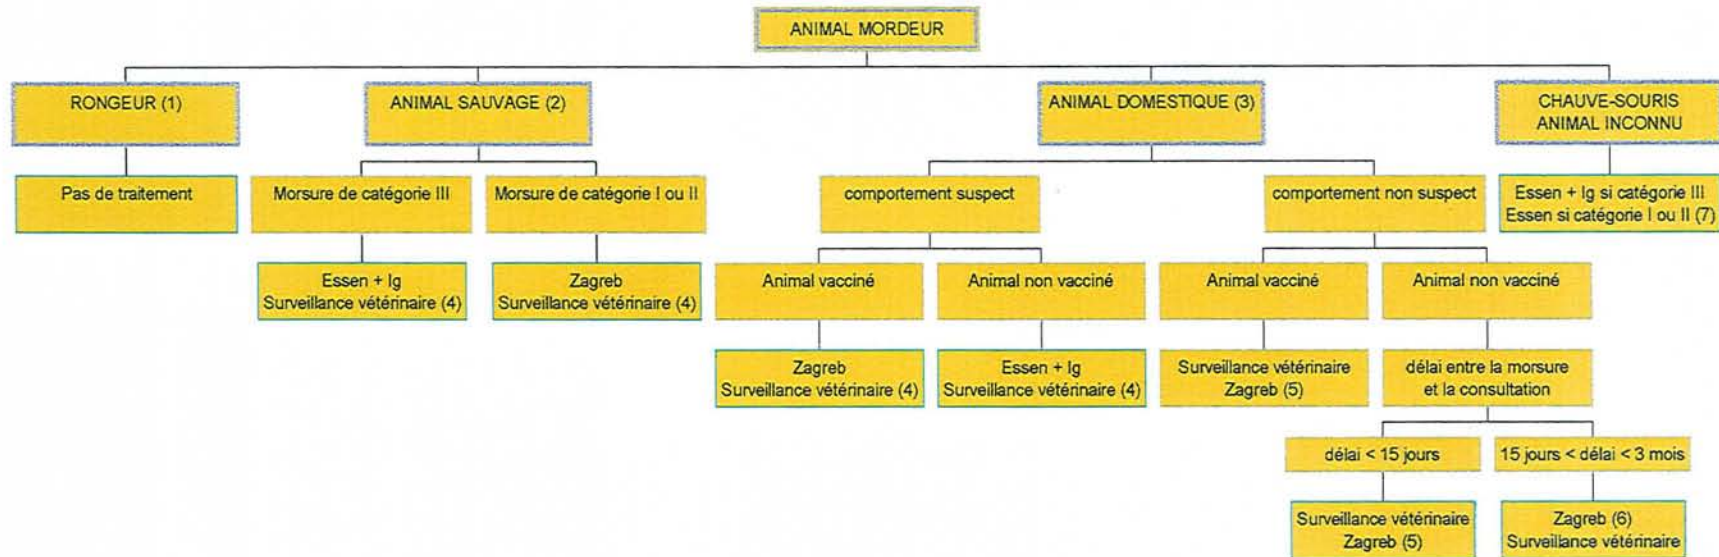 ANIMAL MORDEUR
RONGEUR (1)
ANIMAL SAUVAGE (2)
ANIMAL DOMESTIQUE (3)
CHAUVE-SOURIS
ANIMAL INCONNU
Pas de traitement
Morsure de catégorie III
Morsure de catégorie I ou II
comportement suspect
comportement non suspect
Essen + Ig si catégorie III
Essen si catégorie I ou II (7)
Essen + Ig
Surveillance vétérinaire (4)
Zagreb
Surveillance vétérinaire (4)
Animal vacciné
Animal non vacciné
Animal vacciné
Animal non vacciné
Zagreb
Surveillance vétérinaire (4)
Essen + Ig
Surveillance vétérinaire (4)
Surveillance vétérinaire
Zagreb (5)
délai entre la morsure
et la consultation
délai < 15 jours
15 jours < délai < 3 mois
Surveillance vétérinaire
Zagreb (5)
Zagreb (6)
Surveillance vétérinaire